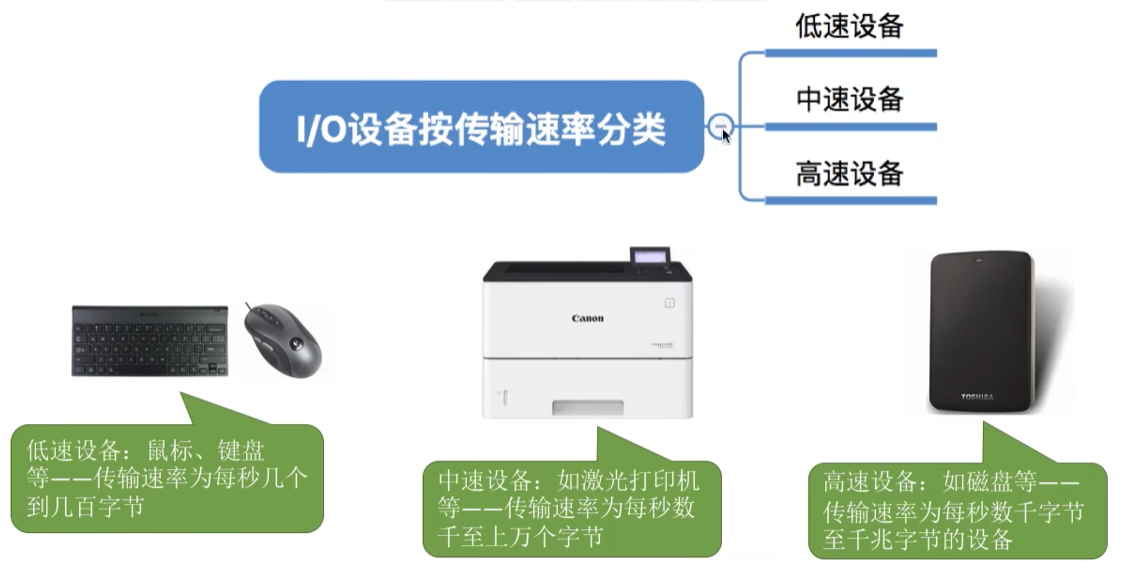 低速设备
I/O设备按传输速率分类
中速设备
高速设备
Canon
TOSHIBA
低速设备：鼠标、键盘
等——传输速率为每秒几个
到几百字节
中速设备：如激光打印机
等——传输速率为每秒数
千至上万个字节
高速设备：如磁盘等——
传输速率为每秒数千字节
至千兆字节的设备